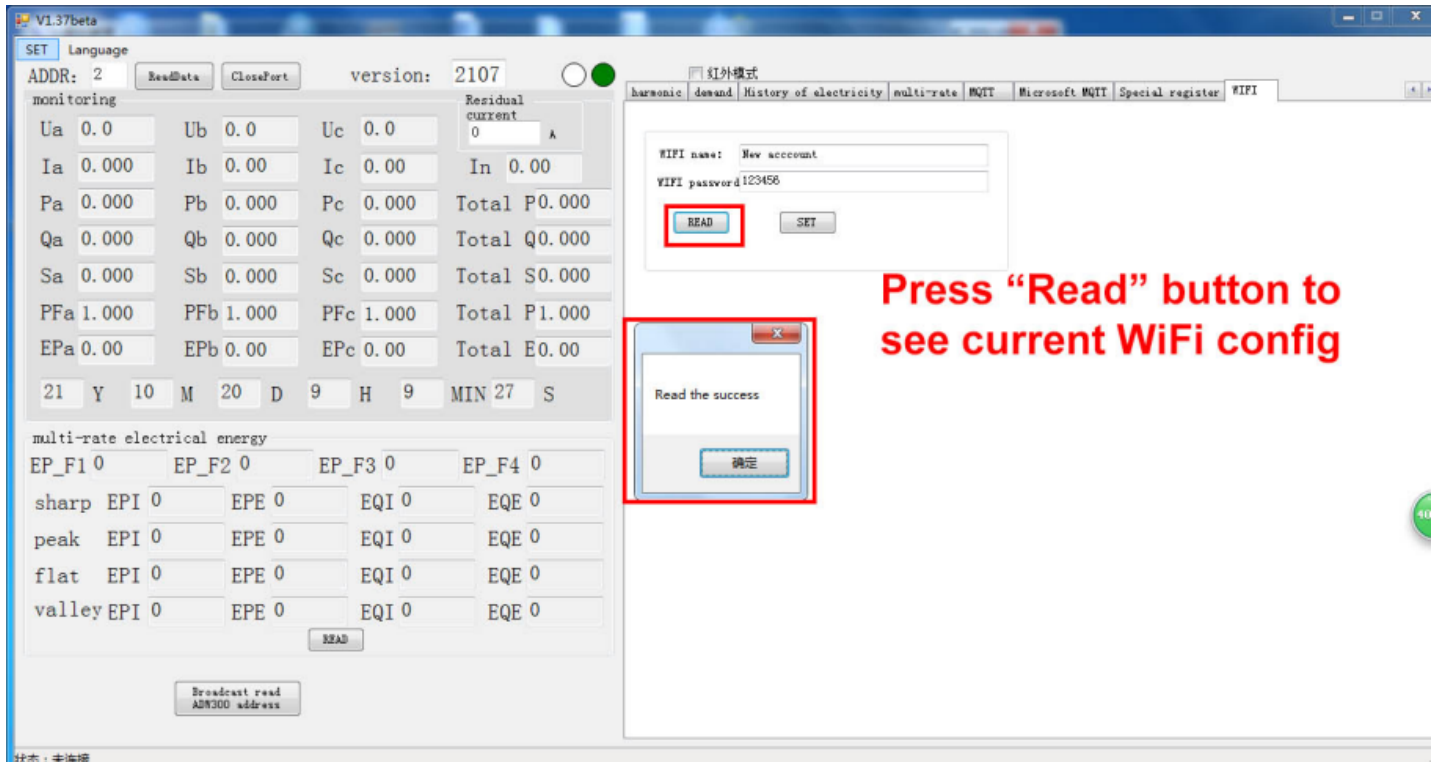 V1.37beta
SET Language
ADDR: 2 ReadData ClosePort version: 2107
红外模式
harmonic demand History of electricity multi-rate MQTT Microsoft MQTT Special register WIFI
monitoring
Residual
current
0 A
Ua 0.0 Ub 0.0 Uc 0.0
Ia 0.000 Ib 0.00 Ic 0.00 In 0.00
Pa 0.000 Pb 0.000 Pc 0.000 Total P 0.000
Qa 0.000 Qb 0.000 Qc 0.000 Total Q 0.000
Sa 0.000 Sb 0.000 Sc 0.000 Total S 0.000
PFa 1.000 PFb 1.000 PFc 1.000 Total P 1.000
EPa 0.00 EPb 0.00 EPc 0.00 Total E 0.00
21 Y 10 M 20 D 9 H 9 MIN 27 S
multi-rate electrical energy
EP_F1 0 EP_F2 0 EP_F3 0 EP_F4 0
sharp EPI 0 EPE 0 EQI 0 EQE 0
peak EPI 0 EPE 0 EQI 0 EQE 0
flat EPI 0 EPE 0 EQI 0 EQE 0
valley EPI 0 EPE 0 EQI 0 EQE 0
READ
Broadcast read
ADW300 address
WIFI name: New acccount
WIFI password 123456
READ SET
Press “Read” button to
see current WiFi config
Read the success
确定
状态：未连接